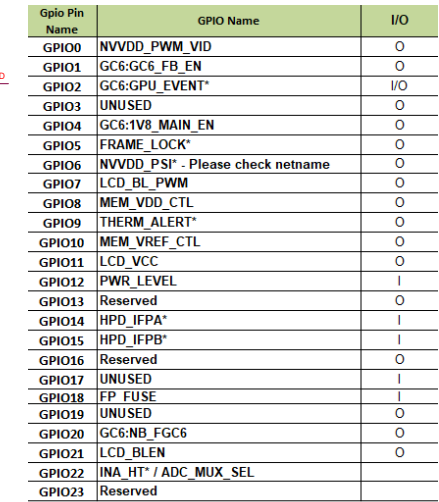 Gpio Pin Name GPIO Name I/O
GPIO0 NVVDD_PWM_VID O
GPIO1 GC6:GC6_FB_EN O
GPIO2 GC6:GPU_EVENT* I/O
GPIO3 UNUSED O
GPIO4 GC6:1V8_MAIN_EN O
GPIO5 FRAME_LOCK* O
GPIO6 NVVDD_PSI* - Please check netname O
GPIO7 LCD_BL_PWM O
GPIO8 MEM_VDD_CTL O
GPIO9 THERM_ALERT* O
GPIO10 MEM_VREF_CTL O
GPIO11 LCD_VCC O
GPIO12 PWR_LEVEL I
GPIO13 Reserved O
GPIO14 HPD_IFPA* I
GPIO15 HPD_IFPB* I
GPIO16 Reserved O
GPIO17 UNUSED I
GPIO18 FP_FUSE I
GPIO19 UNUSED O
GPIO20 GC6:NB_FGC6 O
GPIO21 LCD_BLEN O
GPIO22 INA_HT* / ADC_MUX_SEL
GPIO23 Reserved